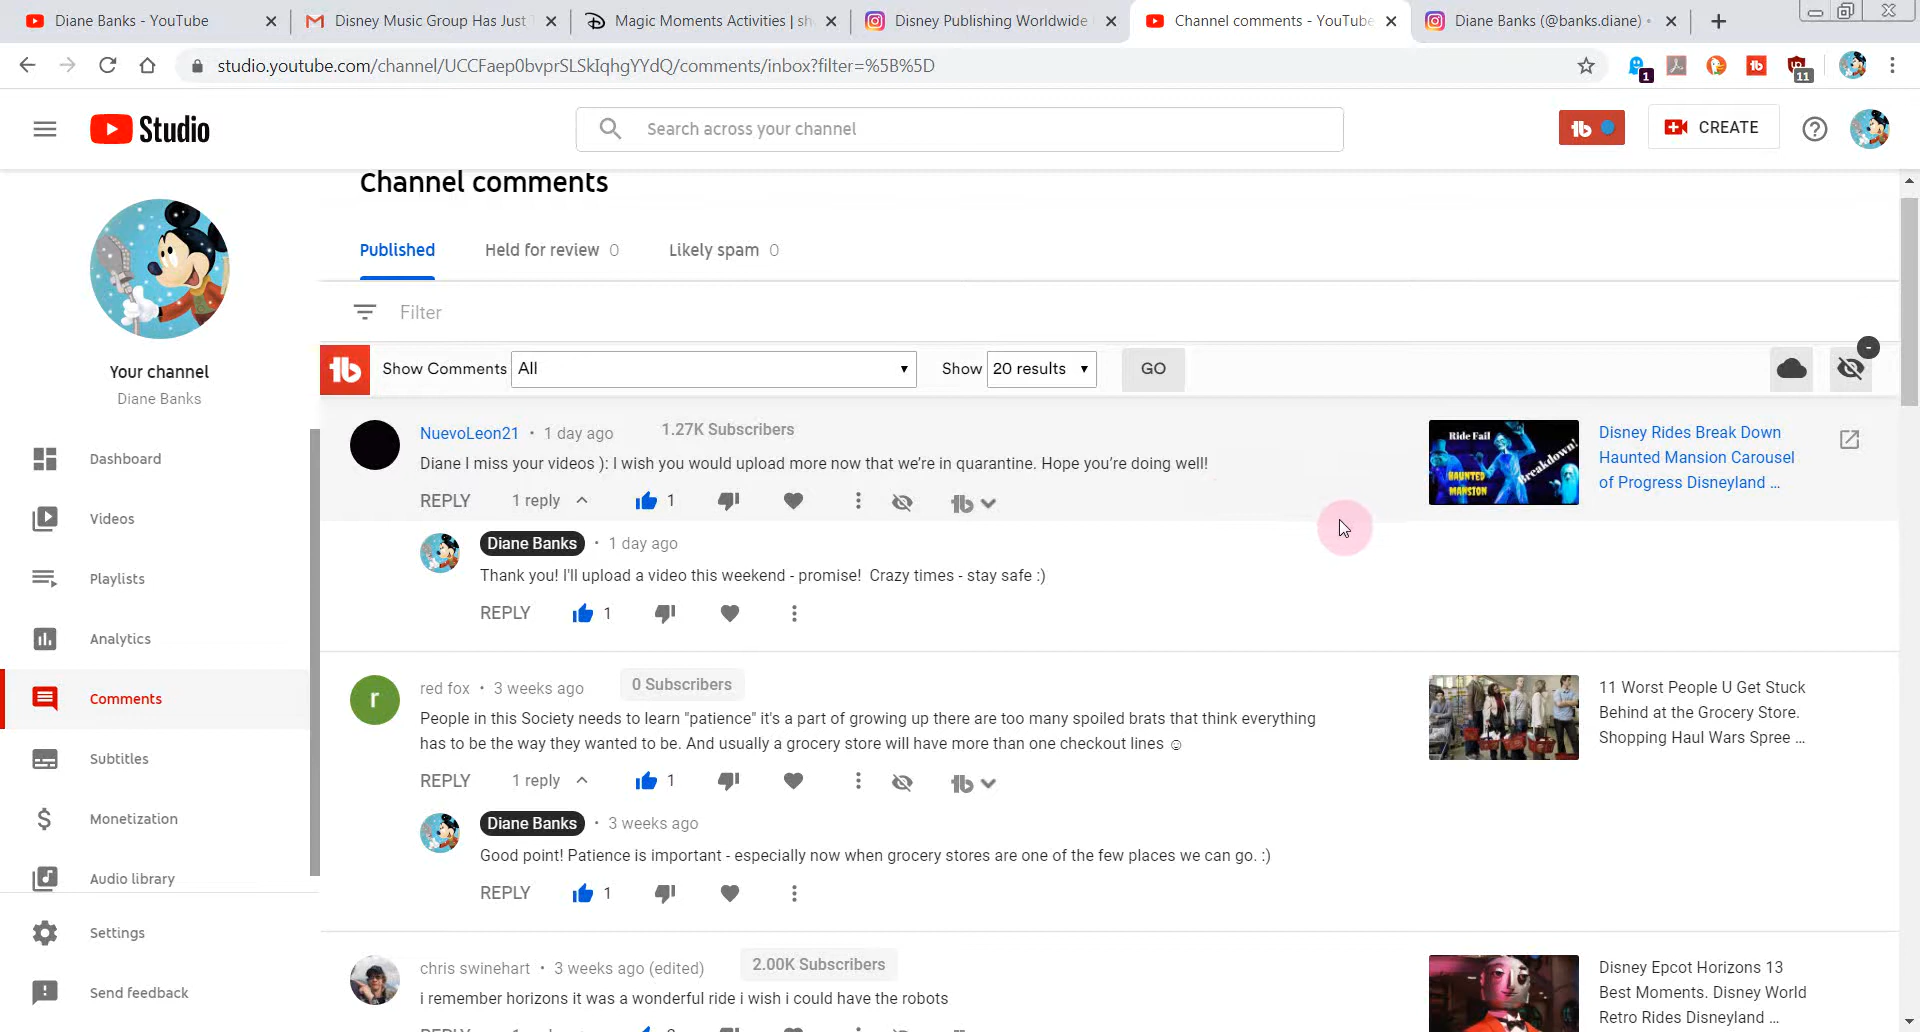 Diane Banks - YouTube
Disney Music Group Has Just T
Magic Moments Activities | sh
Disney Publishing Worldwide
Channel comments - YouTube
Diane Banks (@banks.diane) •
studio.youtube.com/channel/UCCFaep0bvprSLSkIqhgYYdQ/comments/inbox?filter=%5B%5D
1
11
Studio
Search across your channel
CREATE
Channel comments
Published
Held for review 0
Likely spam 0
Filter
Show Comments
All
Show
20 results
GO
Your channel
Diane Banks
Dashboard
Videos
Playlists
Analytics
Comments
Subtitles
Monetization
Audio library
Settings
Send feedback
NuevoLeon21 • 1 day ago
1.27K Subscribers
Diane I miss your videos ): I wish you would upload more now that we're in quarantine. Hope you're doing well!
REPLY
1 reply
1
Ride Fail
Breakdown!
HAUNTED
MANSION
Disney Rides Break Down
Haunted Mansion Carousel
of Progress Disneyland ...
Diane Banks • 1 day ago
Thank you! I'll upload a video this weekend - promise!  Crazy times - stay safe :)
REPLY
1
red fox • 3 weeks ago
0 Subscribers
People in this Society needs to learn "patience" it's a part of growing up there are too many spoiled brats that think everything
has to be the way they wanted to be. And usually a grocery store will have more than one checkout lines ☺
REPLY
1 reply
1
11 Worst People U Get Stuck
Behind at the Grocery Store.
Shopping Haul Wars Spree ...
Diane Banks • 3 weeks ago
Good point! Patience is important - especially now when grocery stores are one of the few places we can go. :)
REPLY
1
chris swinehart • 3 weeks ago (edited)
2.00K Subscribers
i remember horizons it was a wonderful ride i wish i could have the robots
Disney Epcot Horizons 13
Best Moments. Disney World
Retro Rides Disneyland ...